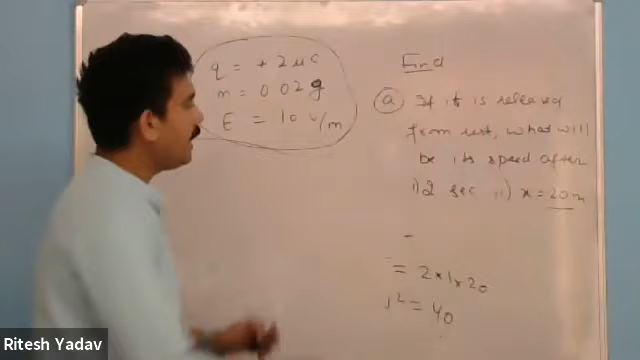 q = + 2 μc
m = 0 02 g
E = 10 v/m
Find
(a) If it is released
from rest, what will
be its speed after
i) 2 sec ii) x = 20 m
= 2 × 1 × 20
2 = 40
Ritesh Yadav